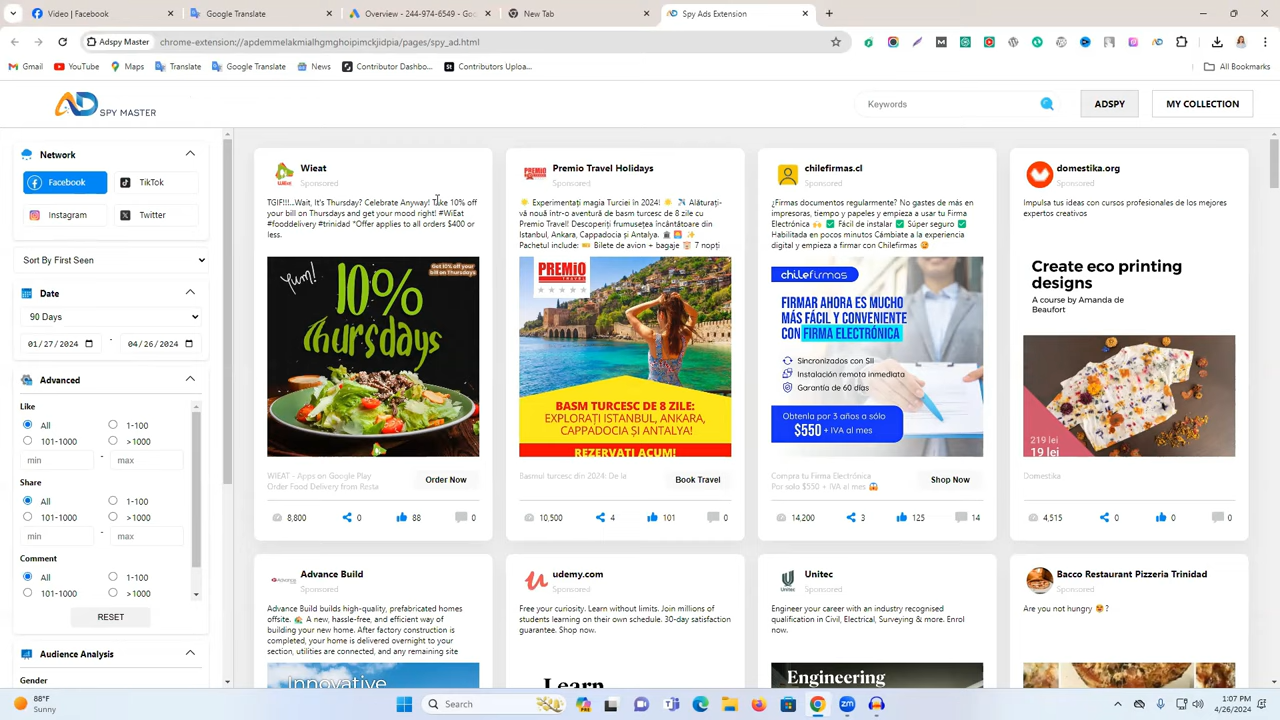 Video | Facebook
Google Translate
Overview - 244-974-6549 - Go
New Tab
Spy Ads Extension
Adspy Master
chrome-extension://apdemmelakmialhgmghoipimckjidpia/pages/spy_ad.html
Gmail
YouTube
Maps
Translate
Google Translate
News
Contributor Dashbo...
Contributors Uploa...
All Bookmarks
AD SPY MASTER
Keywords
ADSPY
MY COLLECTION
Network
Facebook
TikTok
Instagram
Twitter
Sort By First Seen
Date
90 Days
01/27/2024
-
04/26/2024
Advanced
Like
All
1-100
101-1000
>1000
min
-
max
Share
All
1-100
101-1000
>1000
min
-
max
Comment
All
1-100
101-1000
>1000
RESET
Audience Analysis
Gender
Wieat
Sponsored
TGIF!!!...Wait, It's Thursday? Celebrate Anyway! Take 10% off
your bill on Thursdays and get your mood right! #WiEat
#fooddelivery #trinidad *Offer applies to all orders $400 or
less.
Yum!
Got 10% off your
bill on Thursdays
10%
Thursdays
WIEAT - Apps on Google Play
Order Food Delivery from Resta
Order Now
8,800
0
88
0
Premio Travel Holidays
Sponsored
☀️ Experimentați magia Turciei în 2024! ☀️ ✈️ Alăturați-
vă nouă într-o aventură de basm turcesc de 8 zile cu
Premio Travel! Descoperiți frumusețea încântătoare din
Istanbul, Ankara, Cappadocia și Antalya. 🕋 🌅 ✨
Pachetul include: 🎫 Bilete de avion + bagaje 🏨 7 nopți
PREMIO
TRAVEL
BASM TURCESC DE 8 ZILE:
EXPLORAȚI ISTANBUL, ANKARA,
CAPPADOCIA ȘI ANTALYA!
REZERVAȚI ACUM!
Basmul turcesc din 2024: De la
Book Travel
10,500
4
101
0
chilefirmas.cl
Sponsored
¿Firmas documentos regularmente? No gastes de más en
impresoras, tiempo y papeles y empieza a usar tu Firma
Electrónica 🙌 ✅ Fácil de instalar ✅ Súper seguro ✅
Habilitada en pocos minutos Cámbiate a la experiencia
digital y empieza a firmar con Chilefirmas 😉
chilefirmas
FIRMAR AHORA ES MUCHO
MÁS FÁCIL Y CONVENIENTE
CON FIRMA ELECTRÓNICA
Sincronizados con SII
Instalación remota inmediata
Garantía de 60 días
Obtenla por 3 años a sólo
$550 + IVA al mes
Compra tu Firma Electrónica
Por solo $550 + IVA al mes 😱
Shop Now
14,200
3
125
14
domestika.org
Sponsored
Impulsa tus ideas con cursos profesionales de los mejores
expertos creativos
Create eco printing
designs
A course by Amanda de
Beaufort
219 lei
19 lei
Domestika
4,515
0
0
0
Advance Build
Sponsored
Advance Build builds high-quality, prefabricated homes
offsite. 🏡 A new, hassle-free, and efficient way of
building your new home. After factory construction is
completed, your home is delivered overnight to your
section, utilities are connected, and any remaining site
Innovative
udemy.com
Sponsored
Free your curiosity. Learn without limits. Join millions of
students learning on their own schedule. 30-day satisfaction
guarantee. Shop now.
Learn
Unitec
Sponsored
Engineer your career with an industry recognised
qualification in Civil, Electrical, Surveying & more. Enrol
now.
Engineering
Bacco Restaurant Pizzeria Trinidad
Sponsored
Are you not hungry 😉?
88°F
Sunny
Search
1:07 PM
4/26/2024